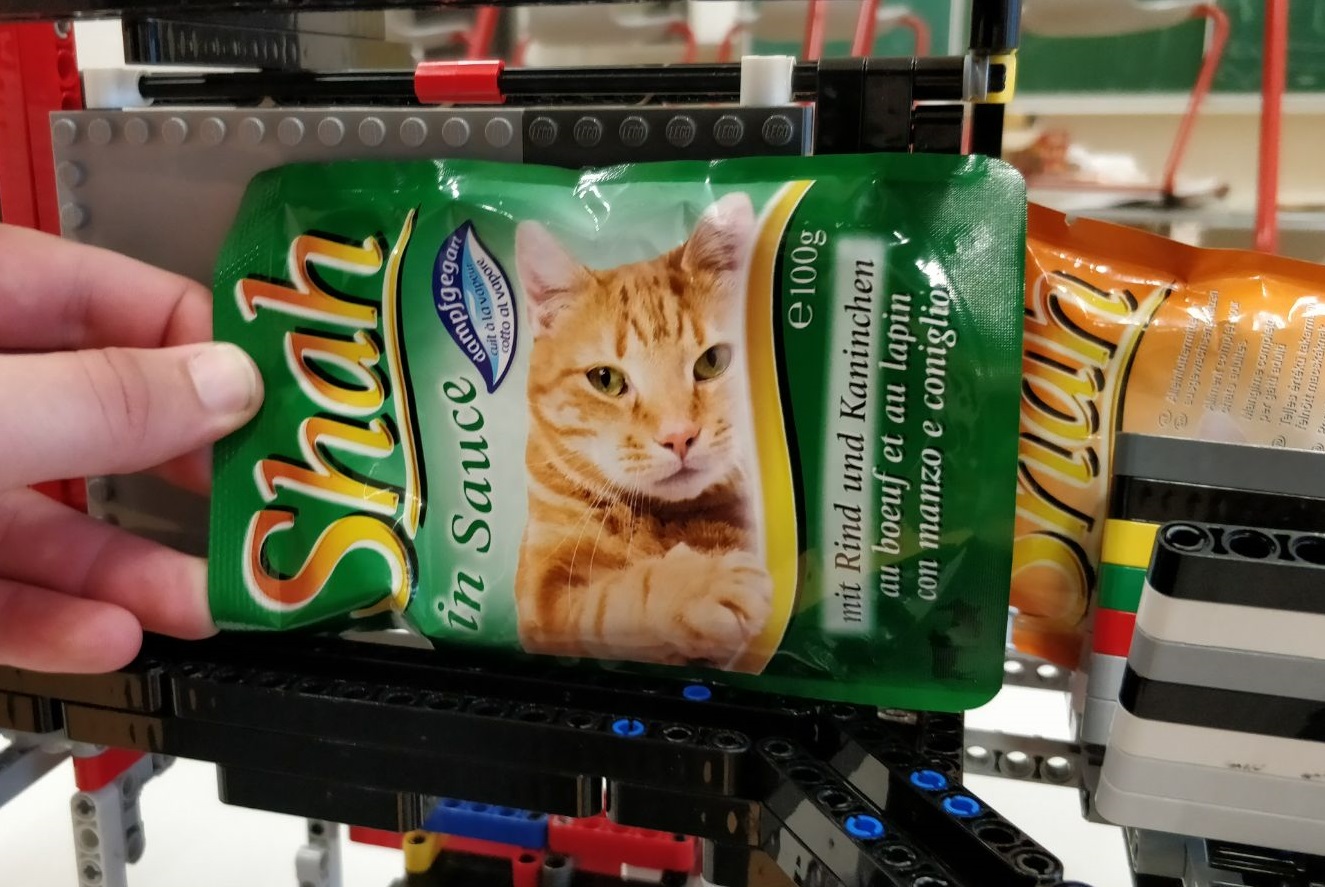 Shah
dampfgegart
cuit à la vapeur
cotto al vapore
in Sauce
e 100g
mit Rind und Kaninchen
au boeuf et au lapin
con manzo e coniglio
Shah
LEGO LEGO LEGO LEGO LEGO LEGO